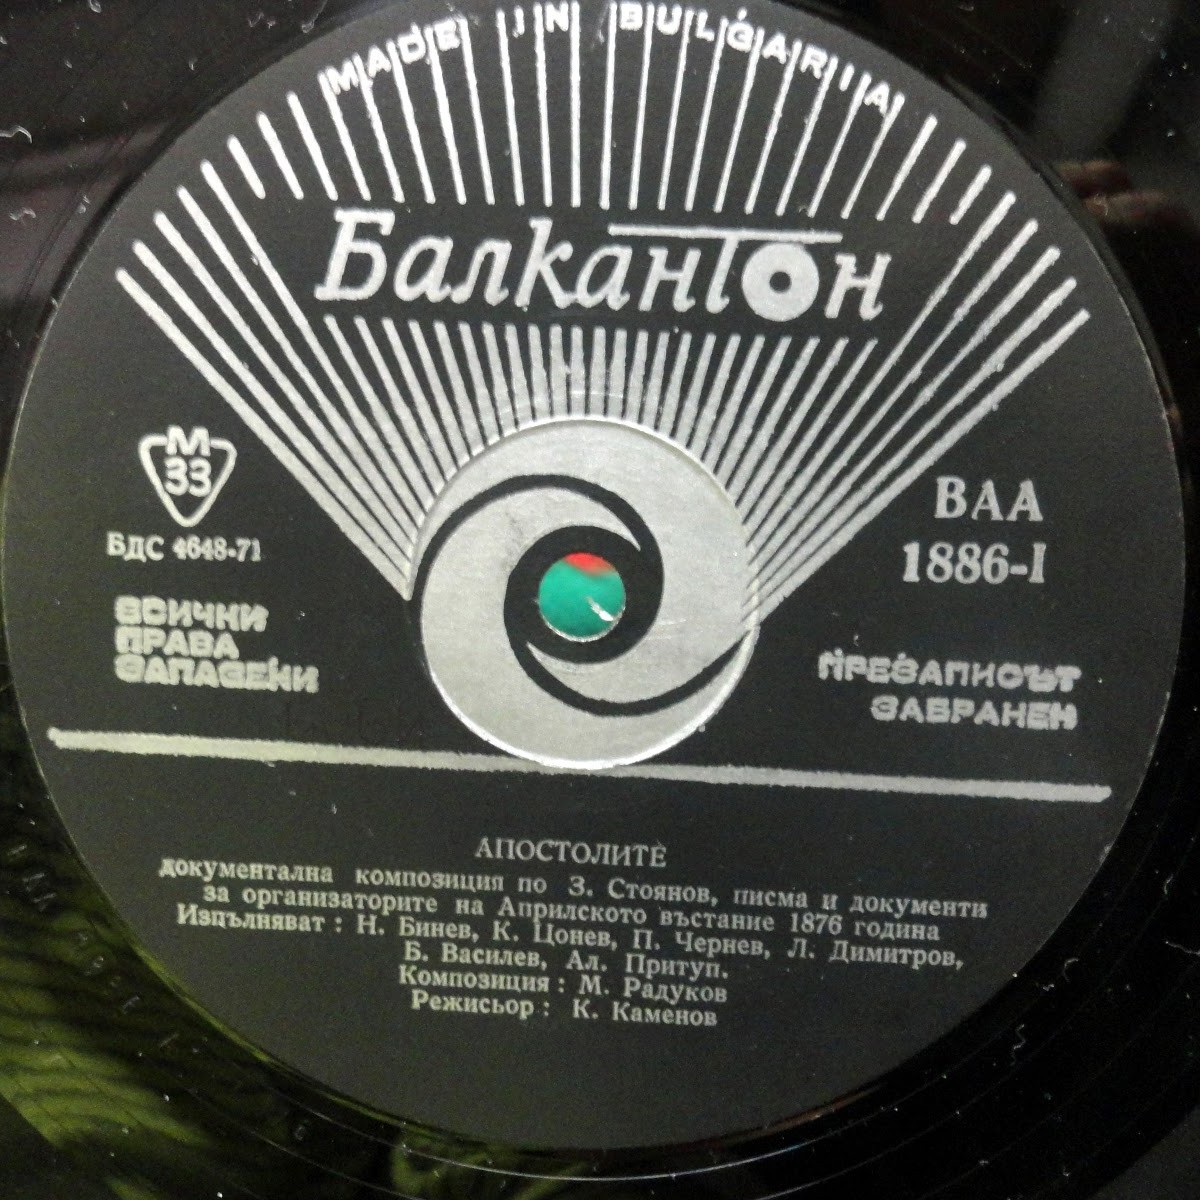 MADE IN BULGARIA
Балкантон
М
33
БДС 4648-71
ВСИЧКИ
ПРАВА
ЗАПАЗЕНИ
ВАА
1886-I
ПРЕЗАПИСЪТ
ЗАБРАНЕН
АПОСТОЛИТЕ
документална композиция по З. Стоянов, писма и документи
за организаторите на Априлското въстание 1876 година
Изпълняват : Н. Бинев, К. Цонев, П. Чернев, Л. Димитров,
Б. Василев, Ал. Притуп.
Композиция : М. Радуков
Режисьор : К. Каменов